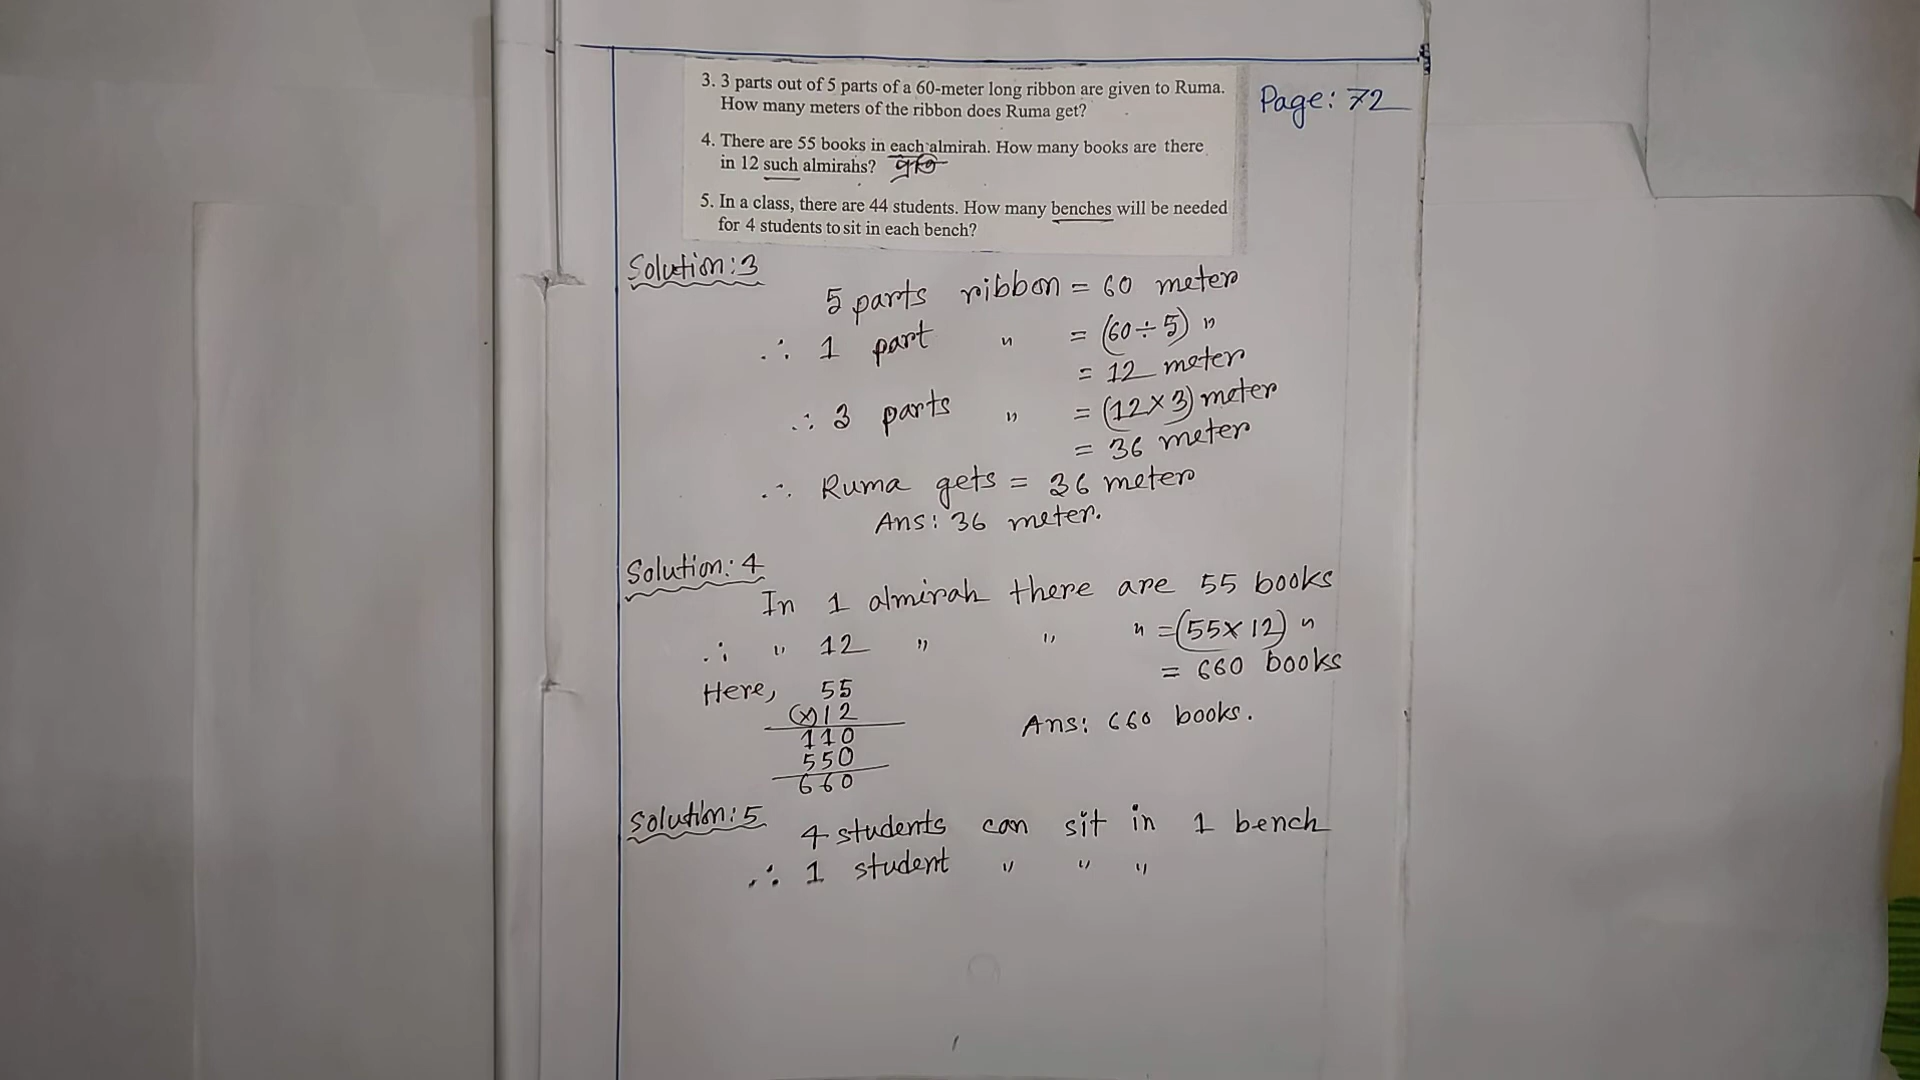 3. 3 parts out of 5 parts of a 60-meter long ribbon are given to Ruma.
How many meters of the ribbon does Ruma get?
Page: 72
4. There are 55 books in each almirah. How many books are there
in 12 such almirahs? প্রতি
5. In a class, there are 44 students. How many benches will be needed
for 4 students to sit in each bench?
Solution: 3
5 parts ribbon = 60 meter
∴ 1 part " = (60÷5) "
= 12 meter
∴ 3 parts " = (12×3) meter
= 36 meter
∴ Ruma gets = 36 meter
Ans: 36 meter.
Solution: 4
In 1 almirah there are 55 books
∴ " 12 " " " =(55×12) "
= 660 books
Here, 55
(×)12
110
550
660
Ans: 660 books.
Solution: 5
4 students can sit in 1 bench
∴ 1 student " " "